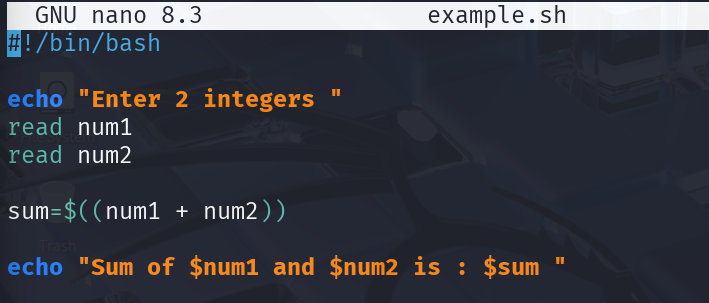 GNU nano 8.3 example.sh
#!/bin/bash
echo "Enter 2 integers "
read num1
read num2
sum=$((num1 + num2))
Trash
echo "Sum of $num1 and $num2 is : $sum "